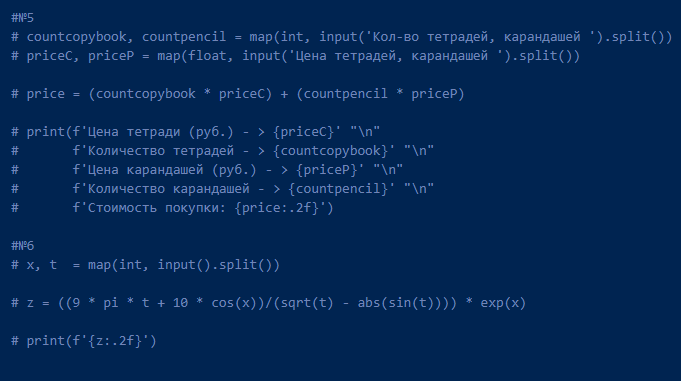 #№5
# countcopybook, countpencil = map(int, input('Кол-во тетрадей, карандашей ').split())
# priceC, priceP = map(float, input('Цена тетрадей, карандашей ').split())
# price = (countcopybook * priceC) + (countpencil * priceP)
# print(f'Цена тетради (руб.) - > {priceC}' "\n"
#       f'Количество тетрадей - > {countcopybook}' "\n"
#       f'Цена карандашей (руб.) - > {priceP}' "\n"
#       f'Количество карандашей - > {countpencil}' "\n"
#       f'Стоимость покупки: {price:.2f}')
#№6
# x, t  = map(int, input().split())
# z = ((9 * pi * t + 10 * cos(x))/(sqrt(t) - abs(sin(t)))) * exp(x)
# print(f'{z:.2f}')